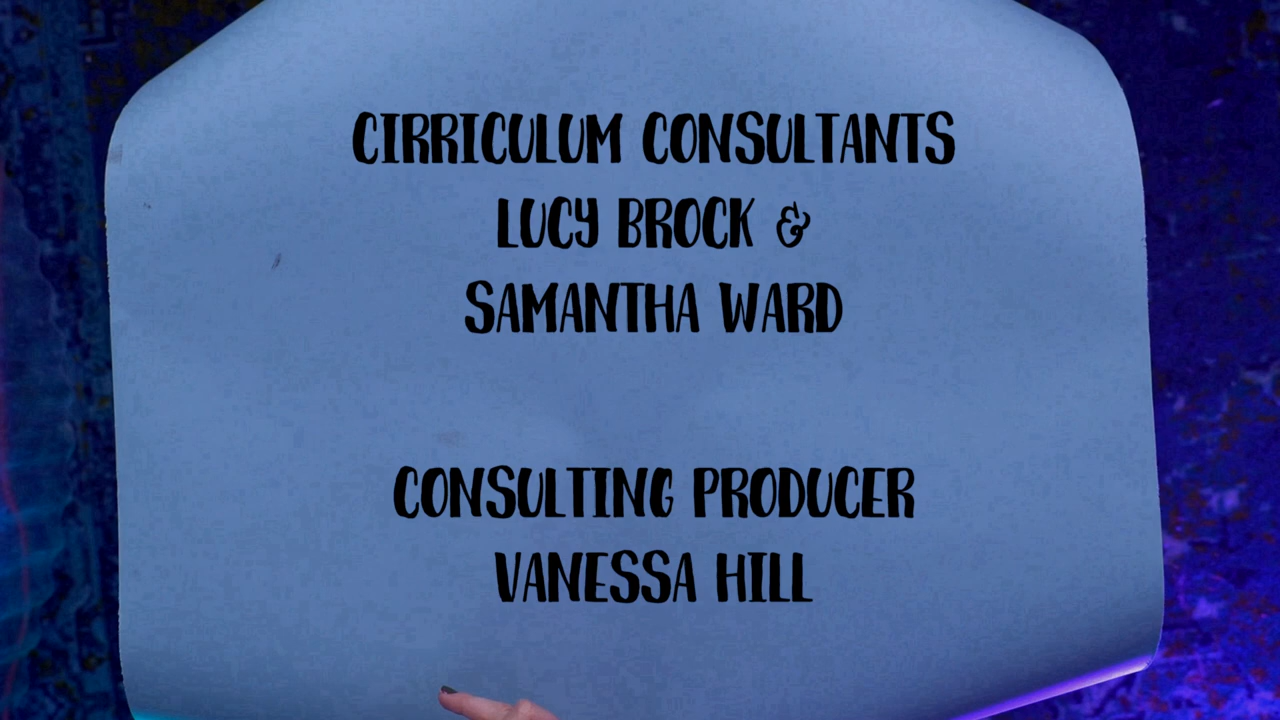 CIRRICULUM CONSULTANTS
LUCY BROCK &
SAMANTHA WARD
CONSULTING PRODUCER
VANESSA HILL